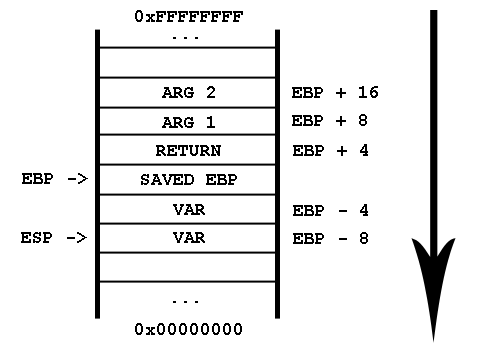 0xFFFFFFFF
...
ARG 2 EBP + 16
ARG 1 EBP + 8
RETURN EBP + 4
EBP -> SAVED EBP
VAR EBP - 4
ESP -> VAR EBP - 8
...
0x00000000